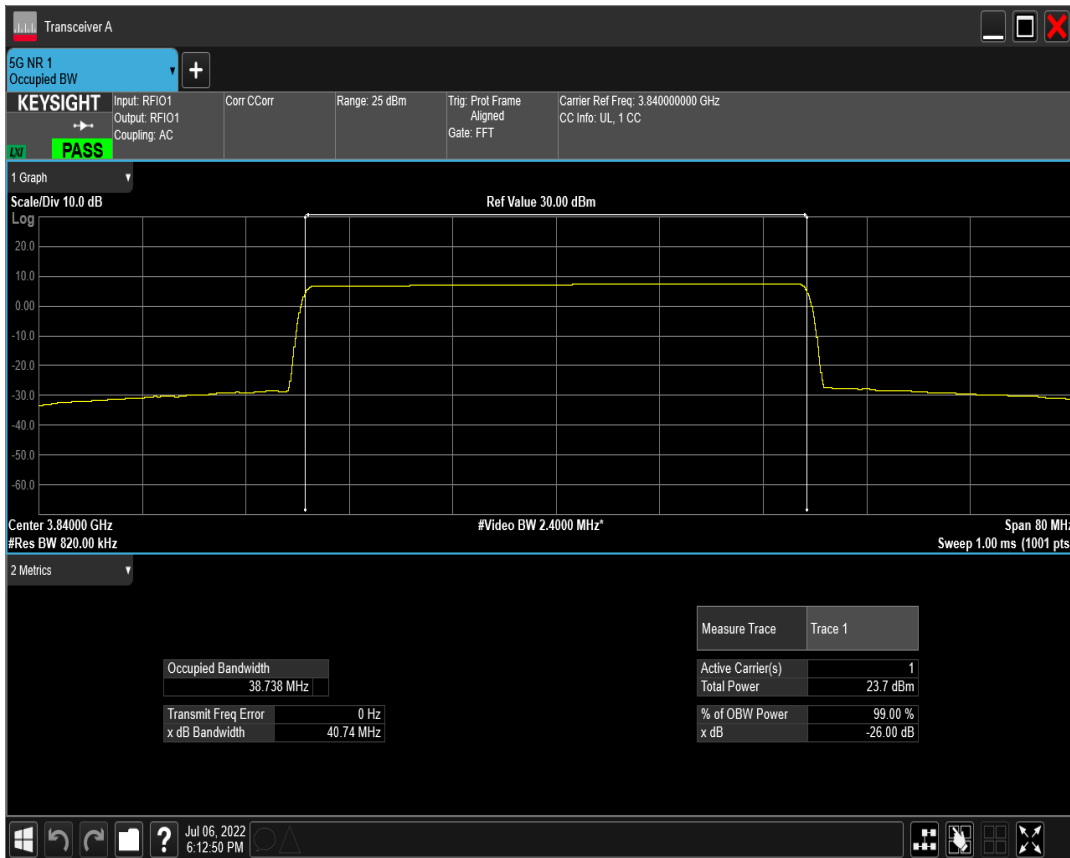 Transceiver A
5G NR 1
Occupied BW
+
KEYSIGHT
LXI
PASS
Input: RFIO1
Output: RFIO1
Coupling: AC
Corr CCorr
Range: 25 dBm
Trig: Prot Frame
Aligned
Gate: FFT
Carrier Ref Freq: 3.840000000 GHz
CC Info: UL, 1 CC
1 Graph
Scale/Div 10.0 dB
Ref Value 30.00 dBm
Log
20.0
10.0
0.00
-10.0
-20.0
-30.0
-40.0
-50.0
-60.0
Center 3.84000 GHz
#Video BW 2.4000 MHz*
Span 80 MHz
#Res BW 820.00 kHz
Sweep 1.00 ms (1001 pts
2 Metrics
Measure Trace Trace 1
Occupied Bandwidth
38.738 MHz
Active Carrier(s) 1
Total Power 23.7 dBm
Transmit Freq Error 0 Hz
x dB Bandwidth 40.74 MHz
% of OBW Power 99.00 %
x dB -26.00 dB
?
Jul 06, 2022
6:12:50 PM